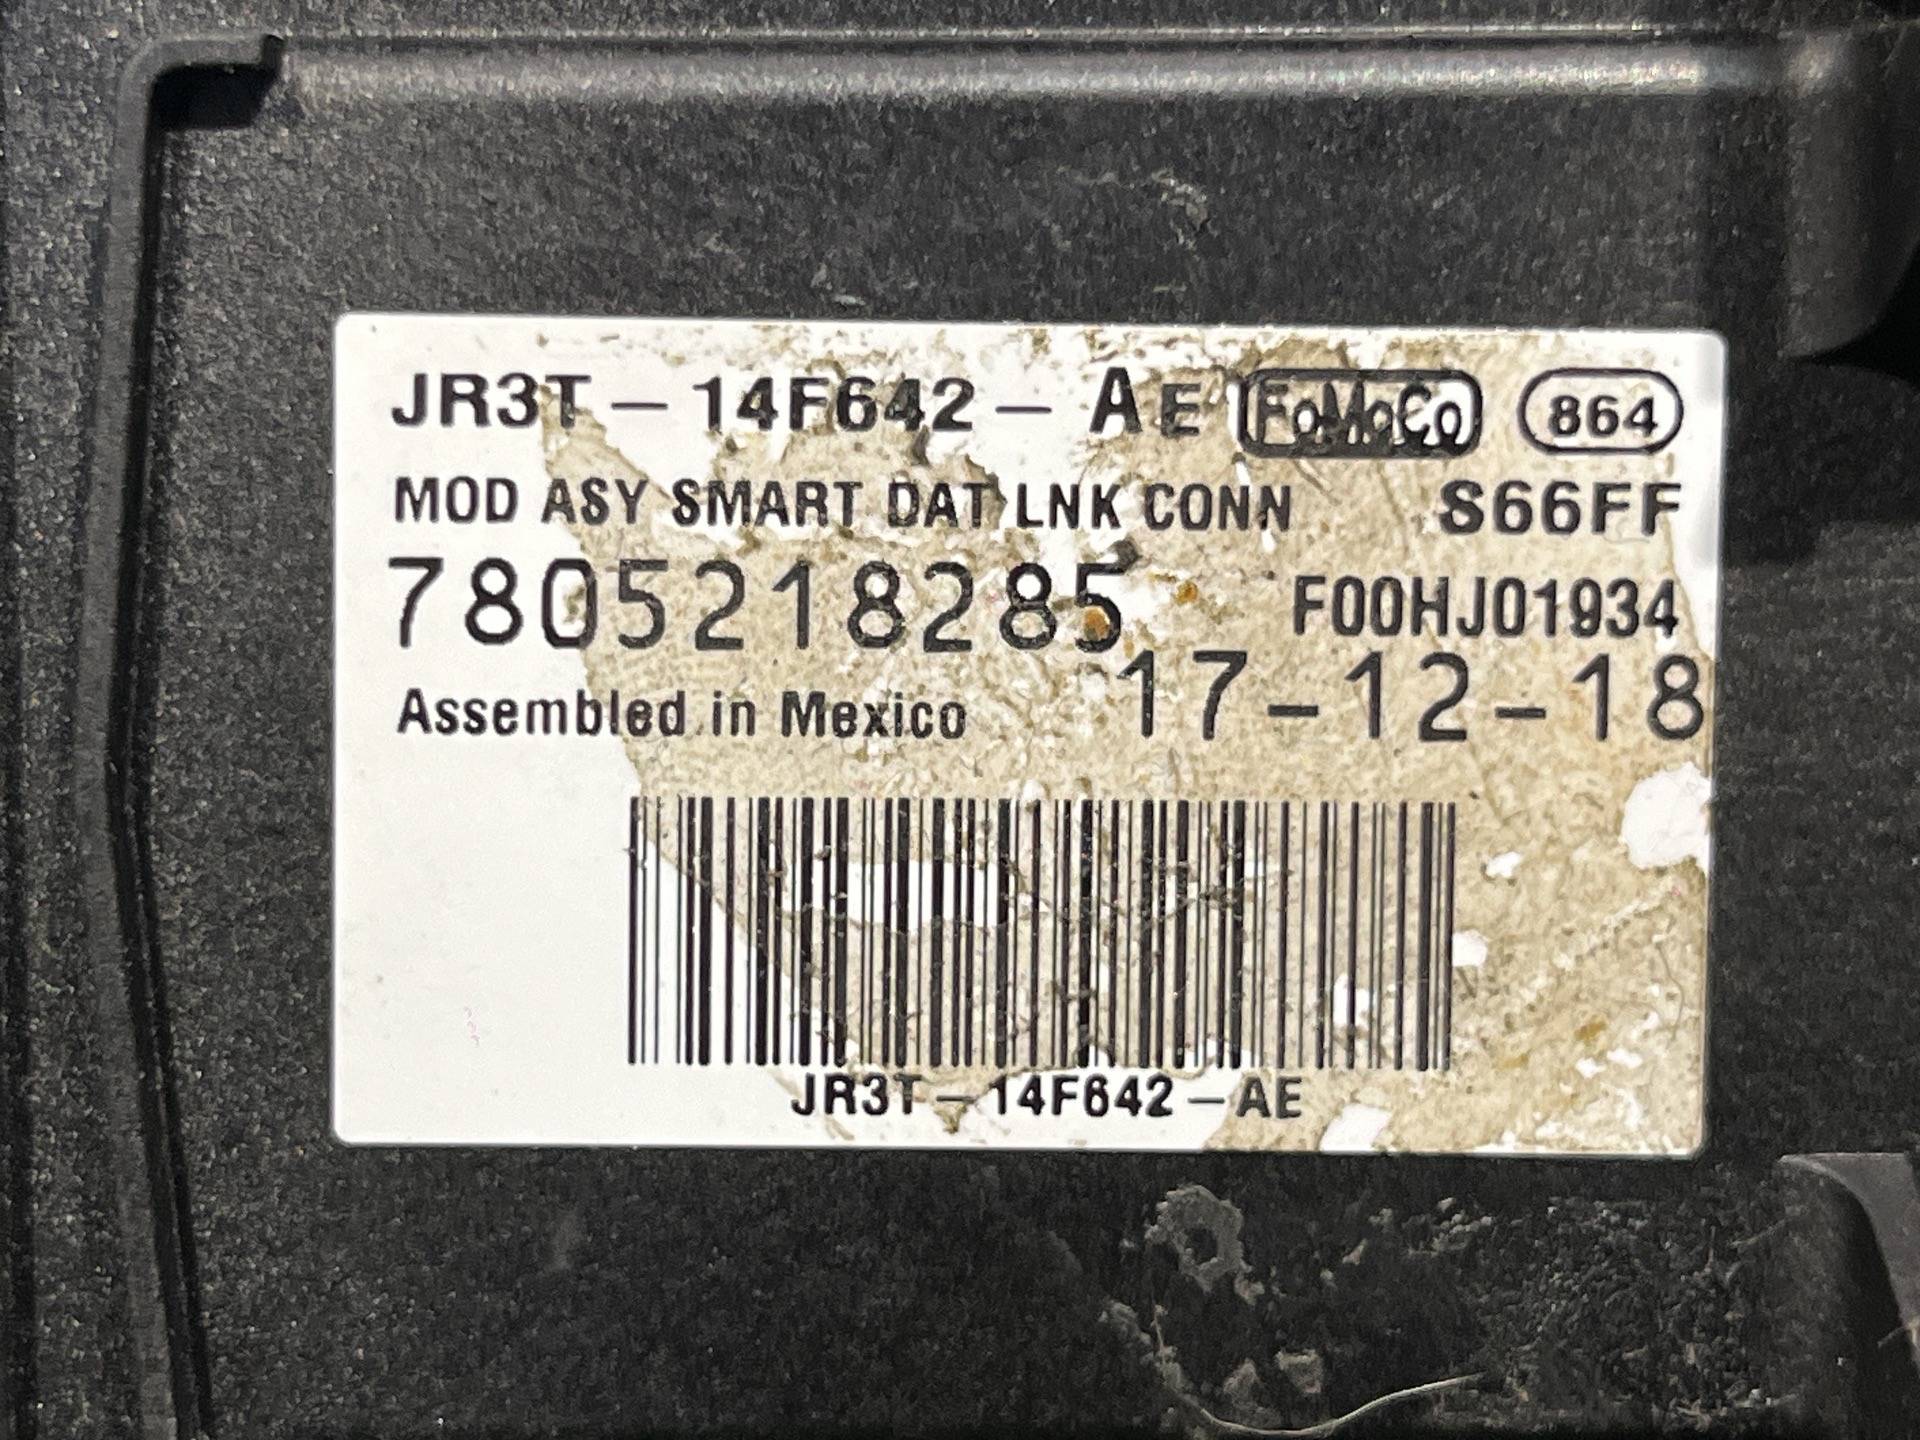 JR3T - 14F642 - AE FoMoCo 864
MOD ASY SMART DAT LNK CONN S66FF
7805218285 F00HJ01934
Assembled in Mexico 17-12-18
JR3T - 14F642 - AE